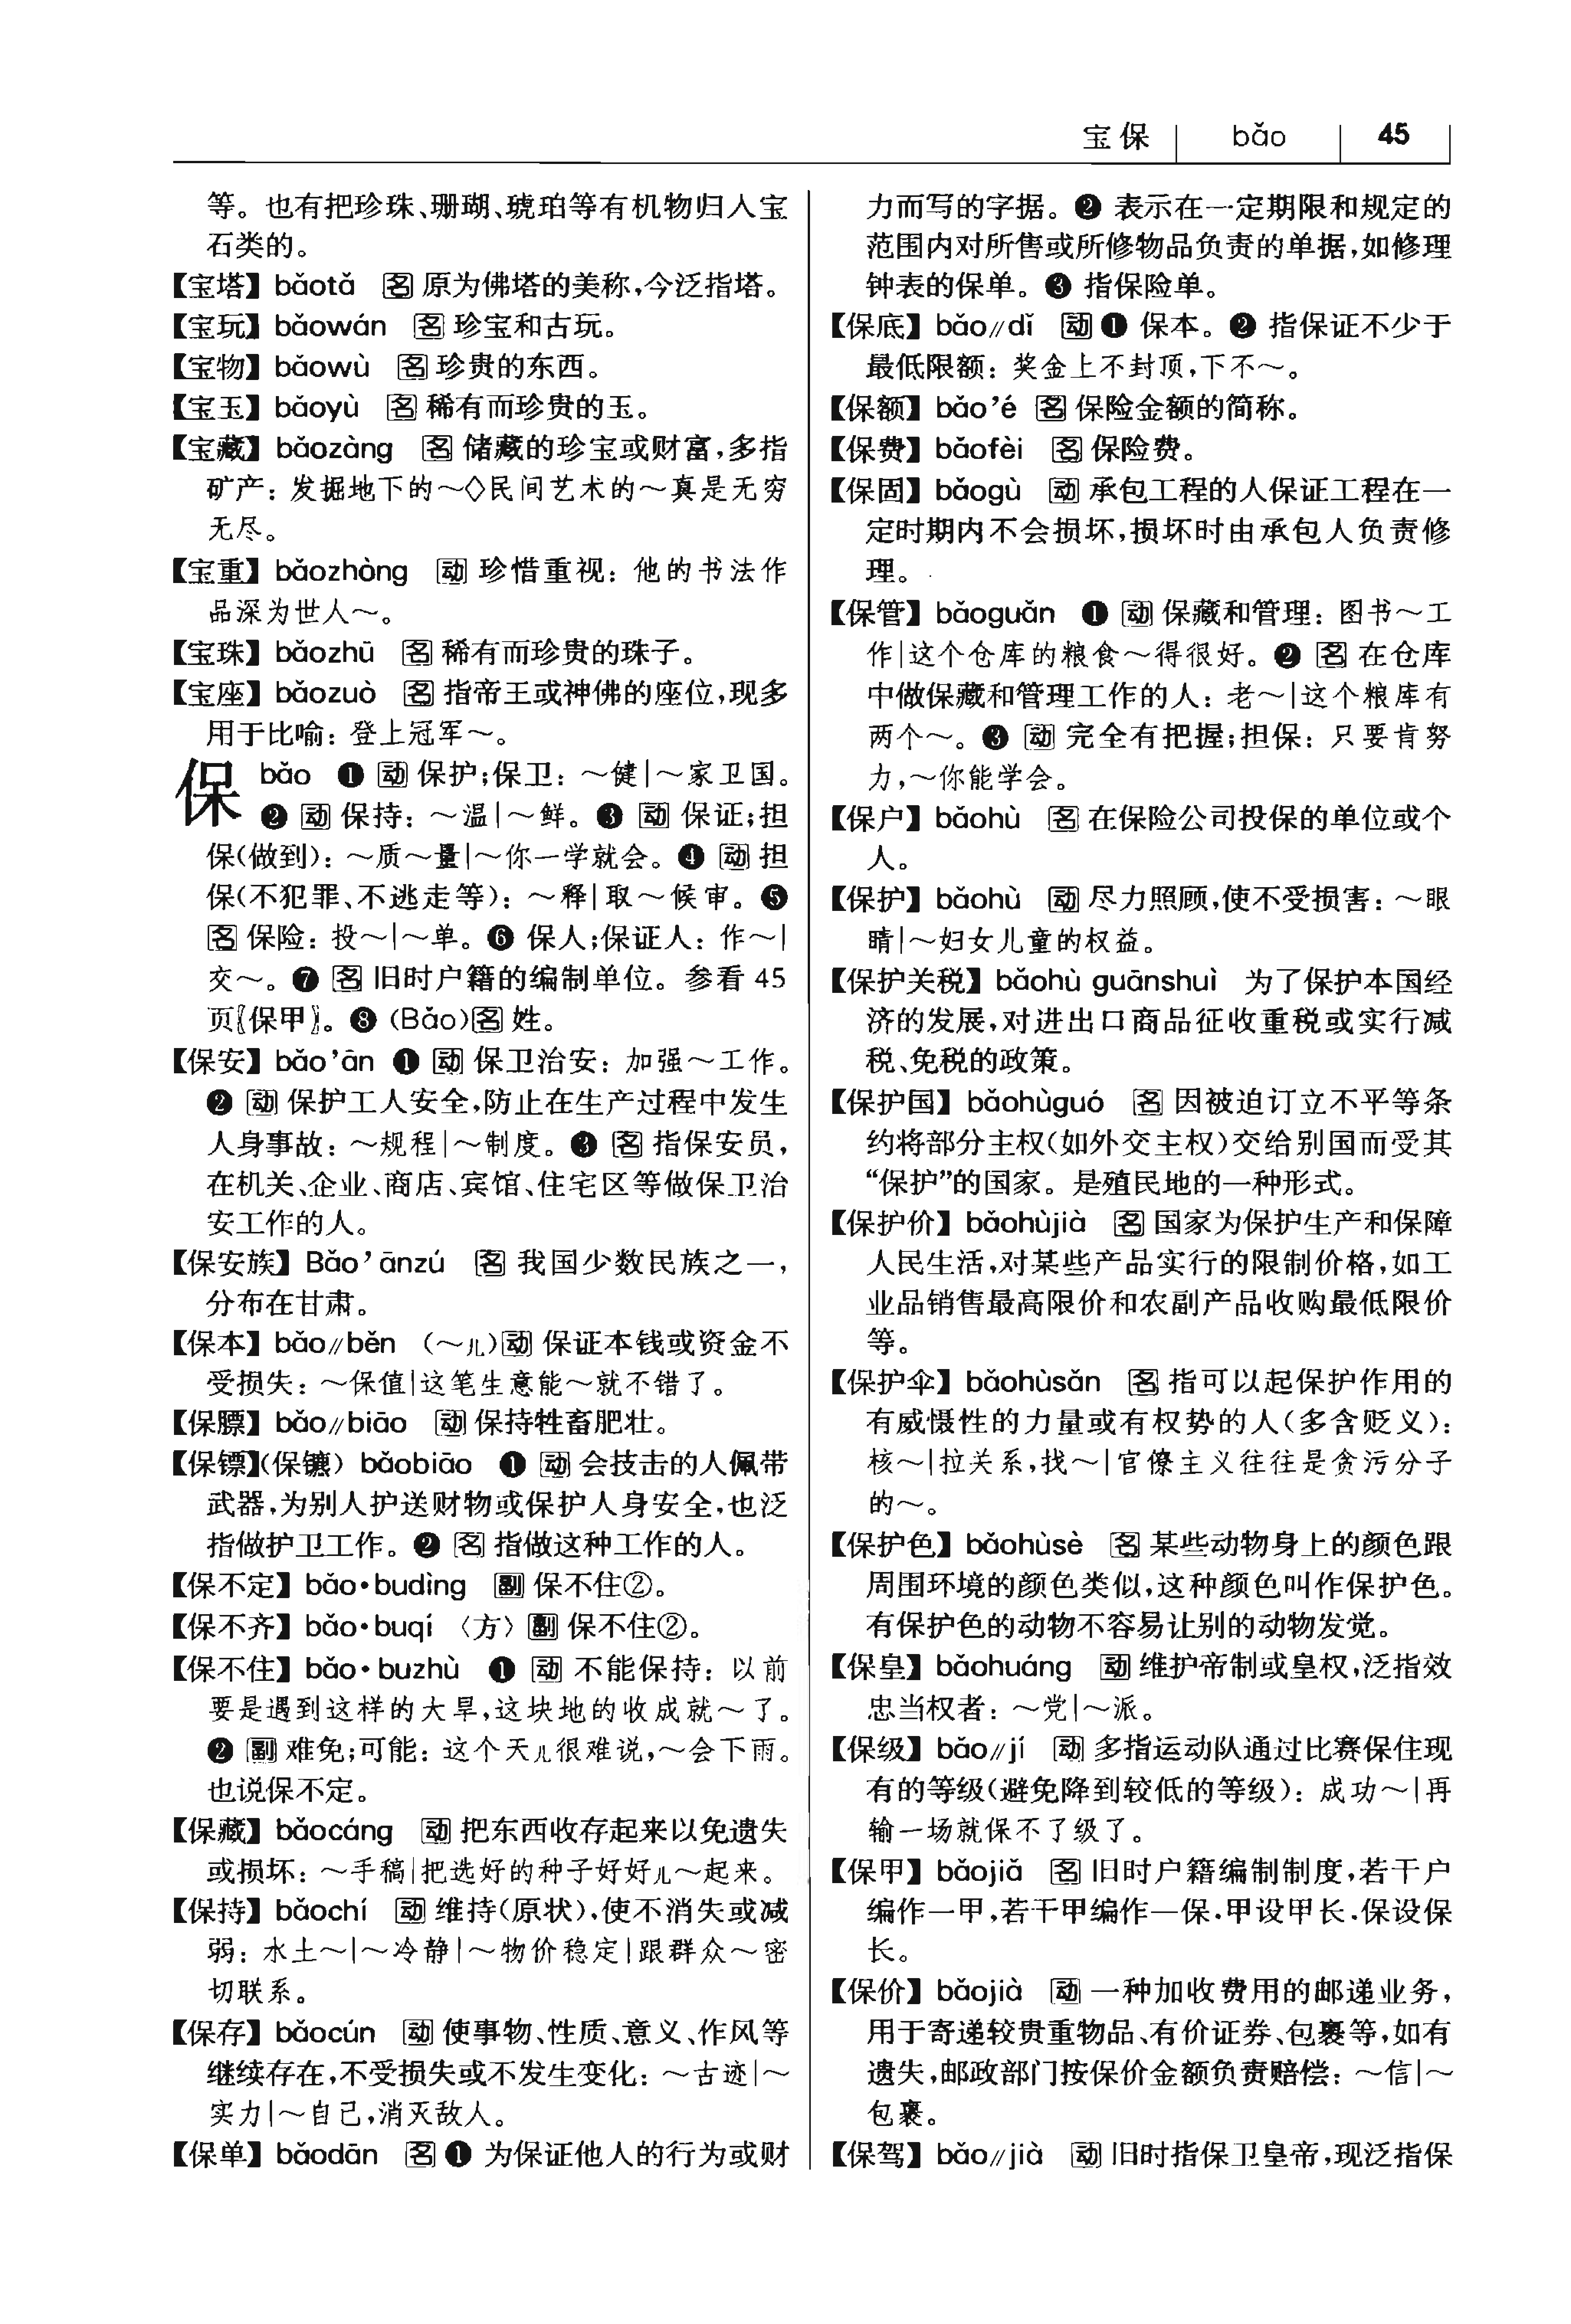 宝保 bǎo 45
等。也有把珍珠、珊瑚、琥珀等有机物归入宝
石类的。
【宝塔】bǎotǎ 名 原为佛塔的美称,今泛指塔。
【宝玩】bǎowán 名 珍宝和古玩。
【宝物】bǎowù 名 珍贵的东西。
【宝玉】bǎoyù 名 稀有而珍贵的玉。
【宝藏】bǎozàng 名 储藏的珍宝或财富,多指
矿产：发掘地下的～◇民间艺术的～真是无穷
无尽。
【宝重】bǎozhòng 动 珍惜重视：他的书法作
品深为世人～。
【宝珠】bǎozhū 名 稀有而珍贵的珠子。
【宝座】bǎozuò 名 指帝王或神佛的座位,现多
用于比喻：登上冠军～。
保 bǎo ❶ 动 保护;保卫：～健|～家卫国。
❷ 动 保持：～温|～鲜。❸ 动 保证;担
保(做到)：～质～量|～你一学就会。❹ 动 担
保(不犯罪、不逃走等)：～释|取～候审。❺
名 保险：投～|～单。❻ 保人;保证人：作～|
交～。❼ 名 旧时户籍的编制单位。参看 45
页〖保甲〗。❽ (Bǎo)名 姓。
【保安】bǎo’ān ❶ 动 保卫治安：加强～工作。
❷ 动 保护工人安全,防止在生产过程中发生
人身事故：～规程|～制度。❸ 名 指保安员,
在机关、企业、商店、宾馆、住宅区等做保卫治
安工作的人。
【保安族】Bǎo’ānzú 名 我国少数民族之一,
分布在甘肃。
【保本】bǎo∥běn （～儿）动 保证本钱或资金不
受损失：～保值|这笔生意能～就不错了。
【保膘】bǎo∥biāo 动 保持牲畜肥壮。
【保镖】(保镳) bǎobiāo ❶ 动 会技击的人佩带
武器,为别人护送财物或保护人身安全,也泛
指做护卫工作。❷ 名 指做这种工作的人。
【保不定】bǎo·budìng 副 保不住②。
【保不齐】bǎo·buqí 〈方〉副 保不住②。
【保不住】bǎo·buzhù ❶ 动 不能保持：以前
要是遇到这样的大旱,这块地的收成就～了。
❷ 副 难免;可能：这个天儿很难说,～会下雨。
也说保不定。
【保藏】bǎocáng 动 把东西收存起来以免遗失
或损坏：～手稿|把选好的种子好好儿～起来。
【保持】bǎochí 动 维持(原状),使不消失或减
弱：水土～|～冷静|～物价稳定|跟群众～密
切联系。
【保存】bǎocún 动 使事物、性质、意义、作风等
继续存在,不受损失或不发生变化：～古迹|～
实力|～自己,消灭敌人。
【保单】bǎodān 名 ❶ 为保证他人的行为或财
力而写的字据。❷ 表示在一定期限和规定的
范围内对所售或所修物品负责的单据,如修理
钟表的保单。❸ 指保险单。
【保底】bǎo∥dǐ 动 ❶ 保本。❷ 指保证不少于
最低限额：奖金上不封顶,下不～。
【保额】bǎo’é 名 保险金额的简称。
【保费】bǎofèi 名 保险费。
【保固】bǎogù 动 承包工程的人保证工程在一
定时期内不会损坏,损坏时由承包人负责修
理。
【保管】bǎoguǎn ❶ 动 保藏和管理：图书～工
作|这个仓库的粮食～得很好。❷ 名 在仓库
中做保藏和管理工作的人：老～|这个粮库有
两个～。❸ 动 完全有把握;担保：只要肯努
力,～你能学会。
【保户】bǎohù 名 在保险公司投保的单位或个
人。
【保护】bǎohù 动 尽力照顾,使不受损害：～眼
睛|～妇女儿童的权益。
【保护关税】bǎohù guānshuì 为了保护本国经
济的发展,对进出口商品征收重税或实行减
税、免税的政策。
【保护国】bǎohùguó 名 因被迫订立不平等条
约将部分主权(如外交主权)交给别国而受其
“保护”的国家。是殖民地的一种形式。
【保护价】bǎohùjià 名 国家为保护生产和保障
人民生活,对某些产品实行的限制价格,如工
业品销售最高限价和农副产品收购最低限价
等。
【保护伞】bǎohùsǎn 名 指可以起保护作用的
有威慑性的力量或有权势的人(多含贬义)：
核～|拉关系,找～|官僚主义往往是贪污分子
的～。
【保护色】bǎohùsè 名 某些动物身上的颜色跟
周围环境的颜色类似,这种颜色叫作保护色。
有保护色的动物不容易让别的动物发觉。
【保皇】bǎohuáng 动 维护帝制或皇权,泛指效
忠当权者：～党|～派。
【保级】bǎo∥jí 动 多指运动队通过比赛保住现
有的等级(避免降到较低的等级)：成功～|再
输一场就保不了级了。
【保甲】bǎojiǎ 名 旧时户籍编制制度,若干户
编作一甲,若干甲编作一保,甲设甲长,保设保
长。
【保价】bǎojià 动 一种加收费用的邮递业务,
用于寄递较贵重物品、有价证券、包裹等,如有
遗失,邮政部门按保价金额负责赔偿：～信|～
包裹。
【保驾】bǎo∥jià 动 旧时指保卫皇帝,现泛指保